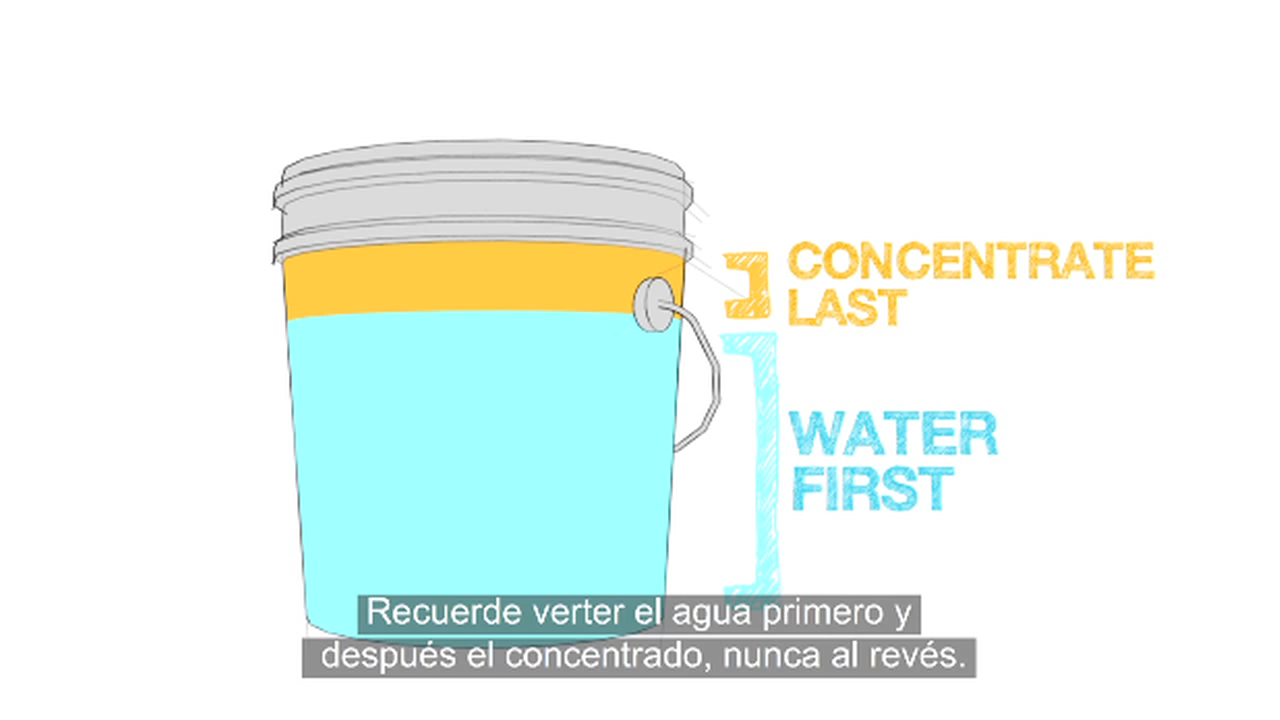 CONCENTRATE
LAST
WATER
FIRST
Recuerde verter el agua primero y
después el concentrado, nunca al revés.